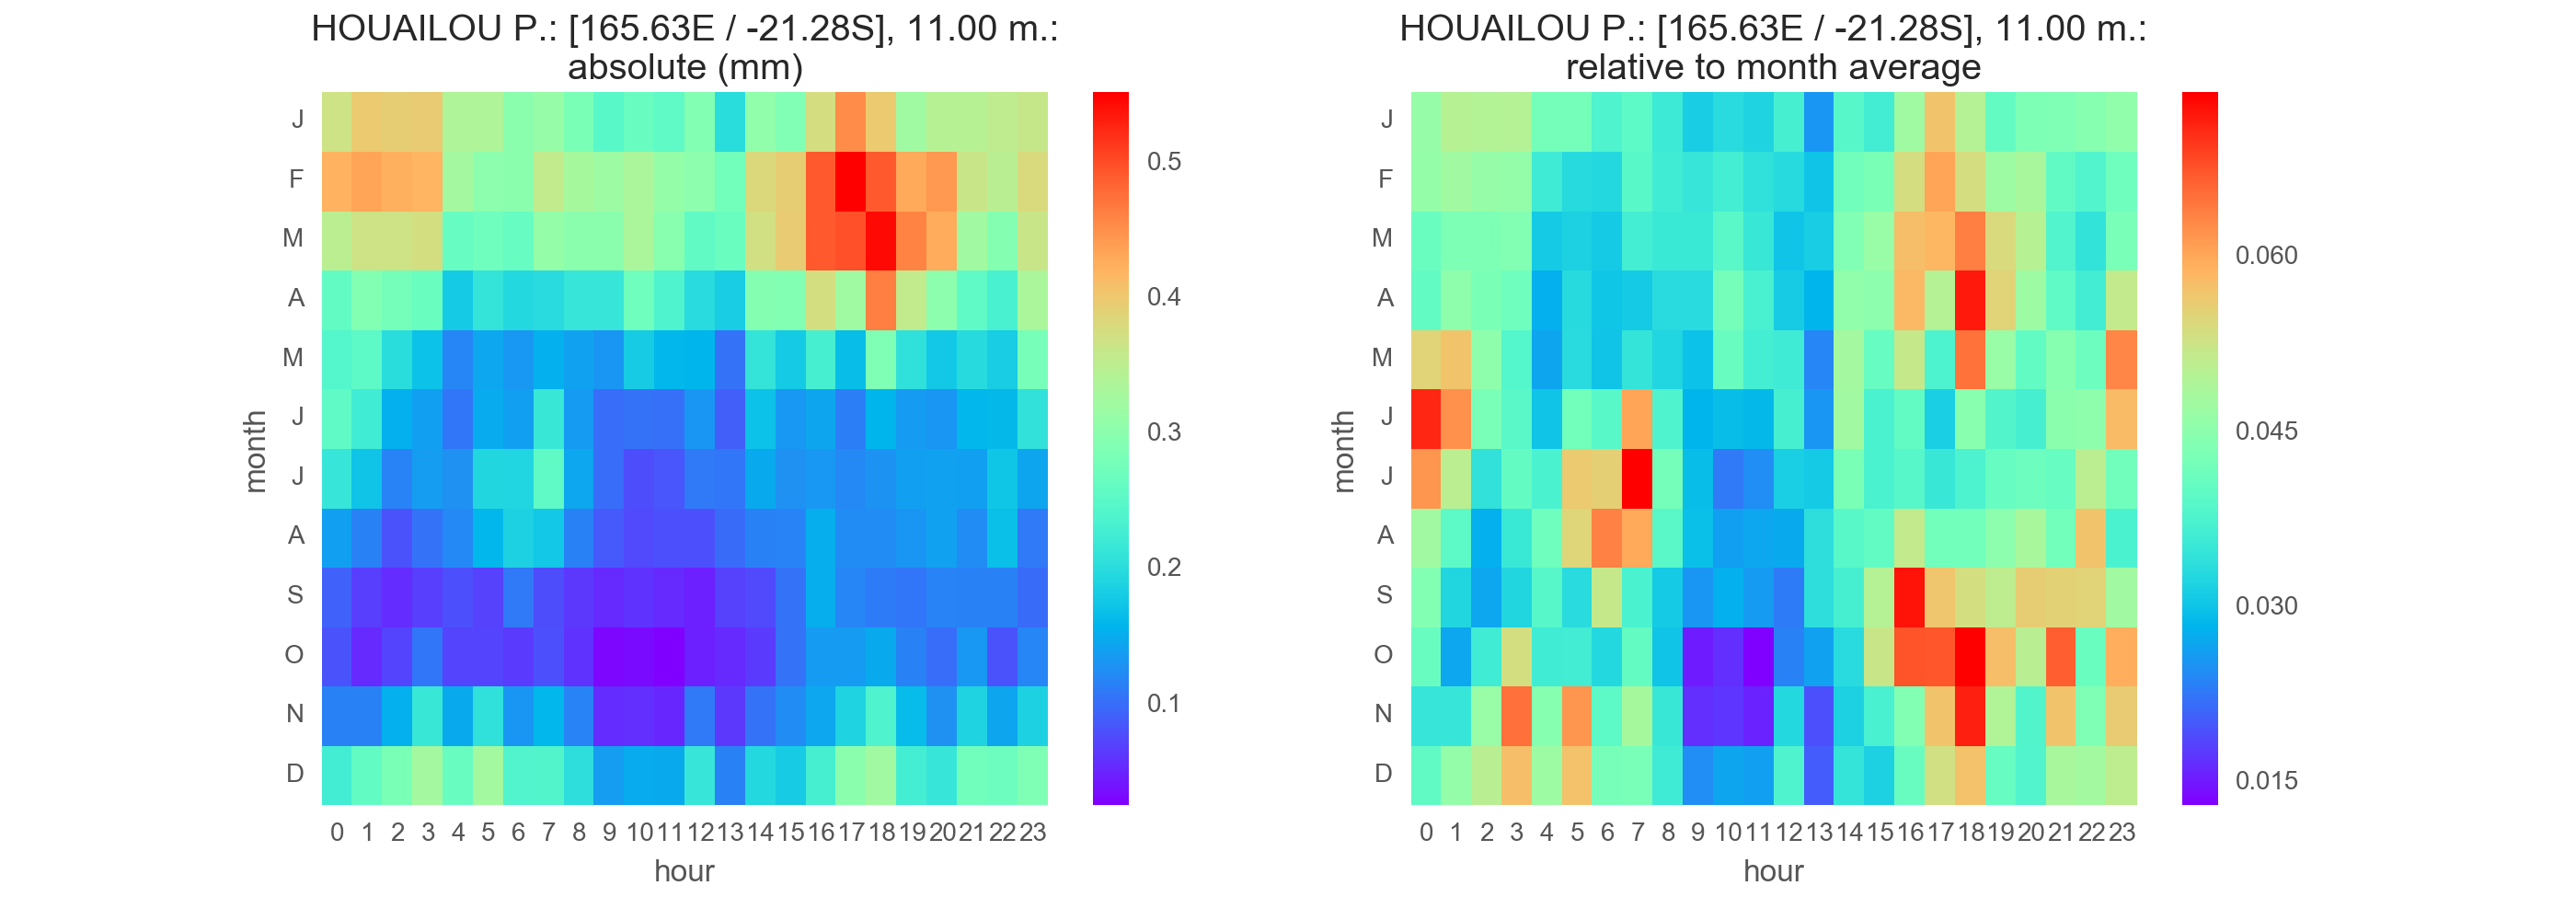 HOUAILOU P.: [165.63E / -21.28S], 11.00 m.:
absolute (mm)
month
J
F
M
A
M
J
J
A
S
O
N
D
0 1 2 3 4 5 6 7 8 9 10 11 12 13 14 15 16 17 18 19 20 21 22 23
hour
0.5
0.4
0.3
0.2
0.1
HOUAILOU P.: [165.63E / -21.28S], 11.00 m.:
relative to month average
month
J
F
M
A
M
J
J
A
S
O
N
D
0 1 2 3 4 5 6 7 8 9 10 11 12 13 14 15 16 17 18 19 20 21 22 23
hour
0.060
0.045
0.030
0.015